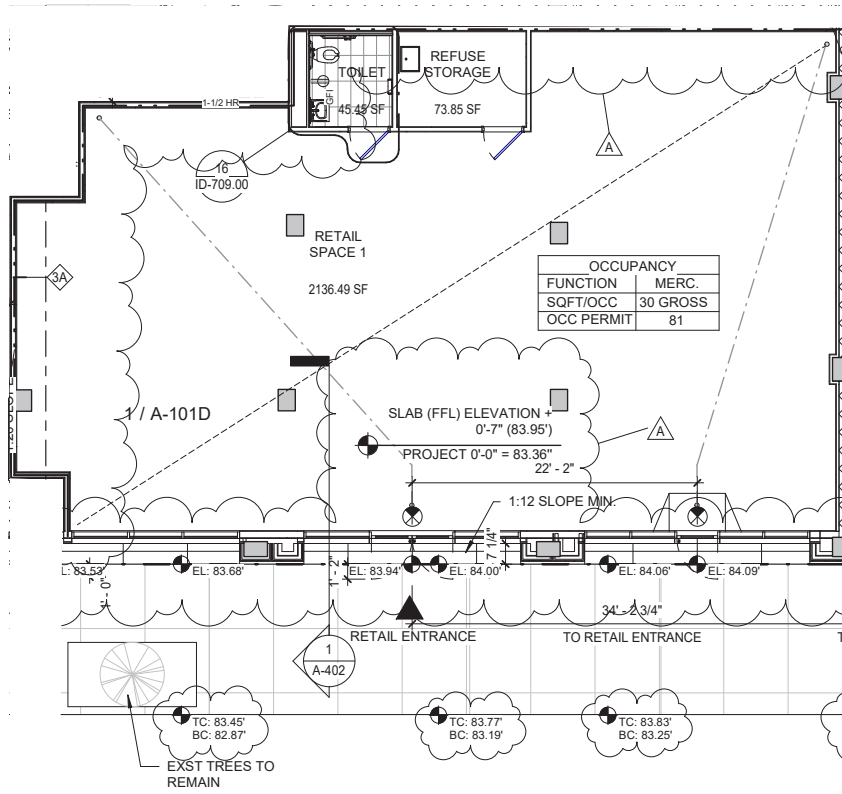 REFUSE
STORAGE
TOILET
GFI
45.45 SF
73.85 SF
1-1/2 HR
A
16
ID-709.00
RETAIL
SPACE 1
2136.49 SF
3A
OCCUPANCY
FUNCTION MERC.
SQFT/OCC 30 GROSS
OCC PERMIT 81
1 / A-101D
SLAB (FFL) ELEVATION +
0'-7" (83.95')
PROJECT 0'-0" = 83.36"
A
22' - 2"
1:12 SLOPE MIN.
7 1/4"
1' - 2"
1' - 0"
L: 83.53'
EL: 83.68'
EL: 83.94'
EL: 84.00'
EL: 84.06'
EL: 84.09'
34' - 2 3/4"
RETAIL ENTRANCE
TO RETAIL ENTRANCE
T
1
A-402
TC: 83.45'
BC: 82.87'
TC: 83.77'
BC: 83.19'
TC: 83.83'
BC: 83.25'
EXST TREES TO
REMAIN